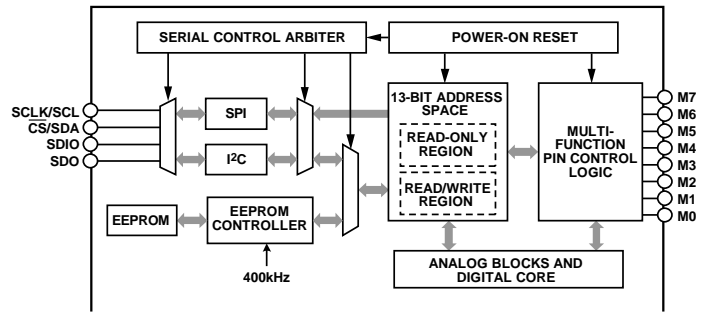 SERIAL CONTROL ARBITER
POWER-ON RESET
SCLK/SCL
C̅S̅/SDA
SDIO
SDO
SPI
I²C
13-BIT ADDRESS
SPACE
READ-ONLY
REGION
READ/WRITE
REGION
MULTI-
FUNCTION
PIN CONTROL
LOGIC
M7
M6
M5
M4
M3
M2
M1
M0
EEPROM
EEPROM
CONTROLLER
400kHz
ANALOG BLOCKS AND
DIGITAL CORE